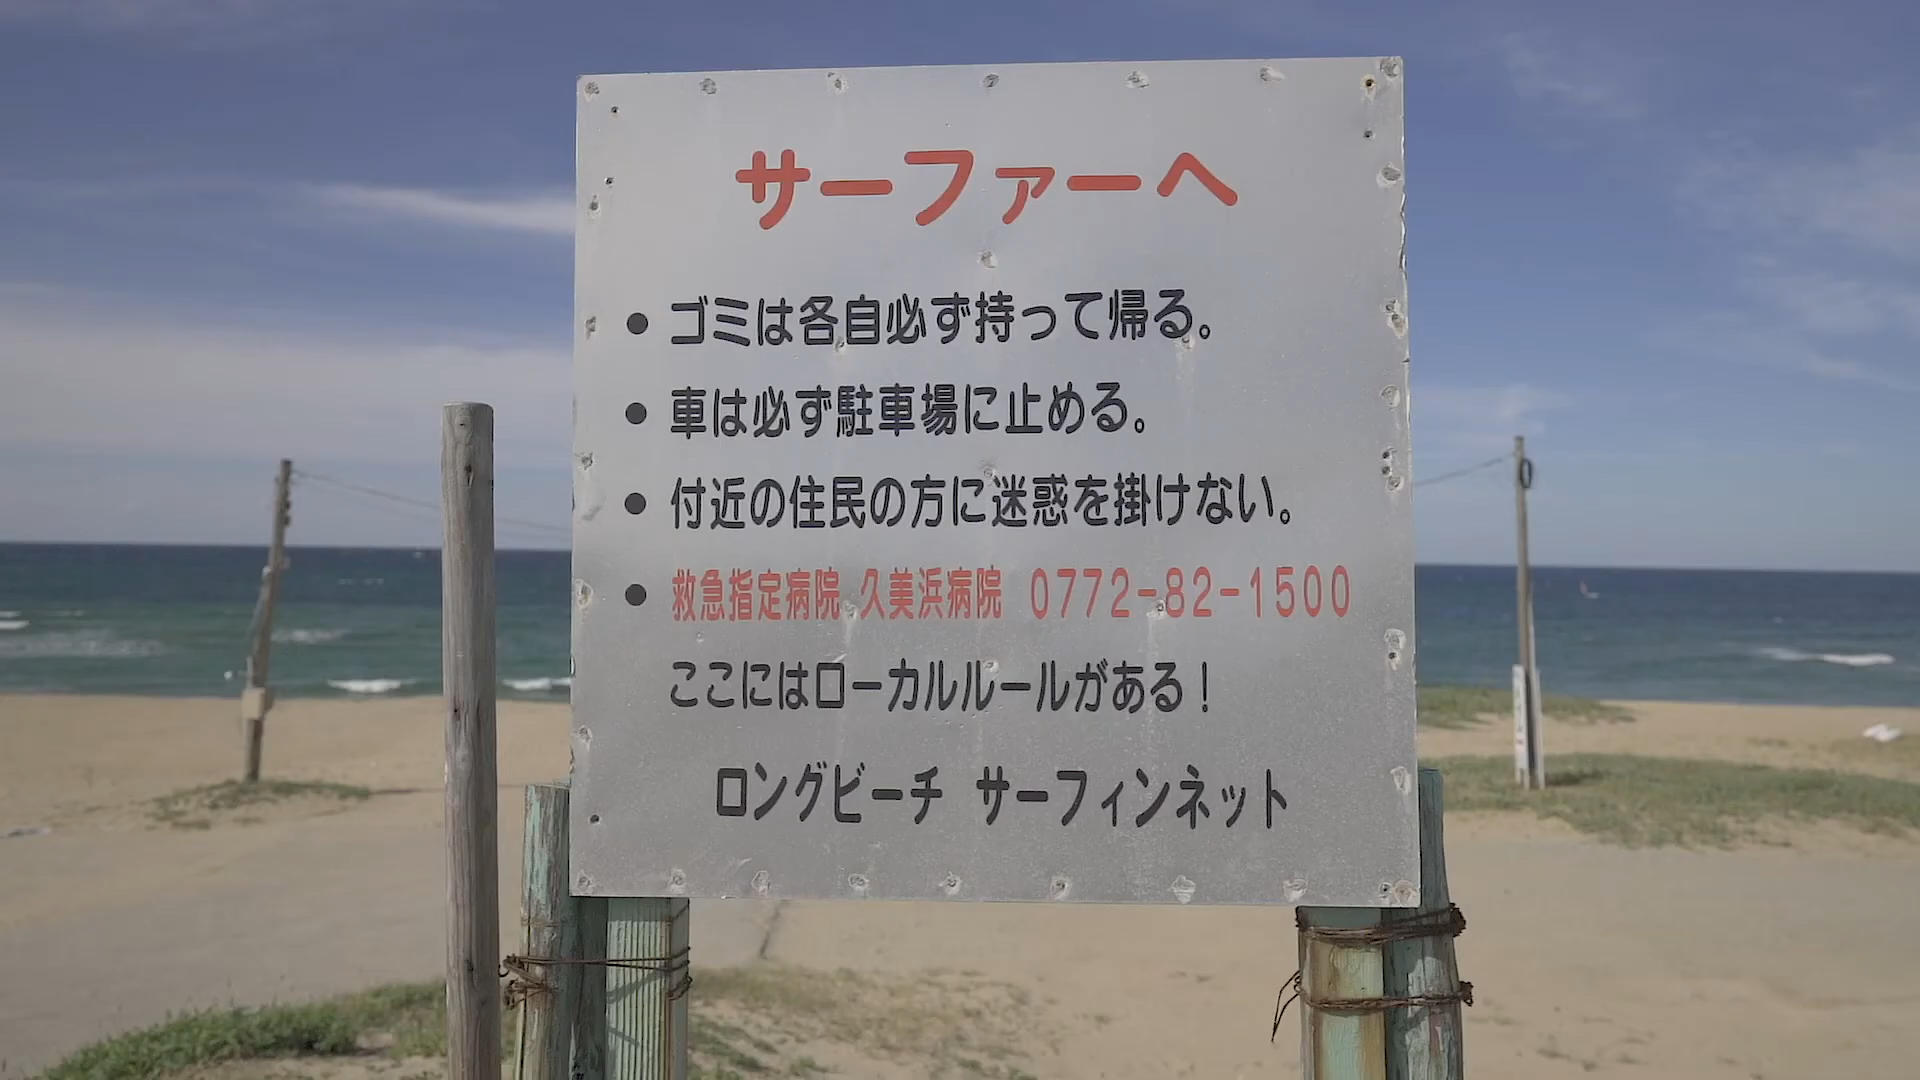 サーファーへ
● ゴミは各自必ず持って帰る。
● 車は必ず駐車場に止める。
● 付近の住民の方に迷惑を掛けない。
● 救急指定病院 久美浜病院 0772-82-1500
ここにはローカルルールがある!
ロングビーチ サーフィンネット